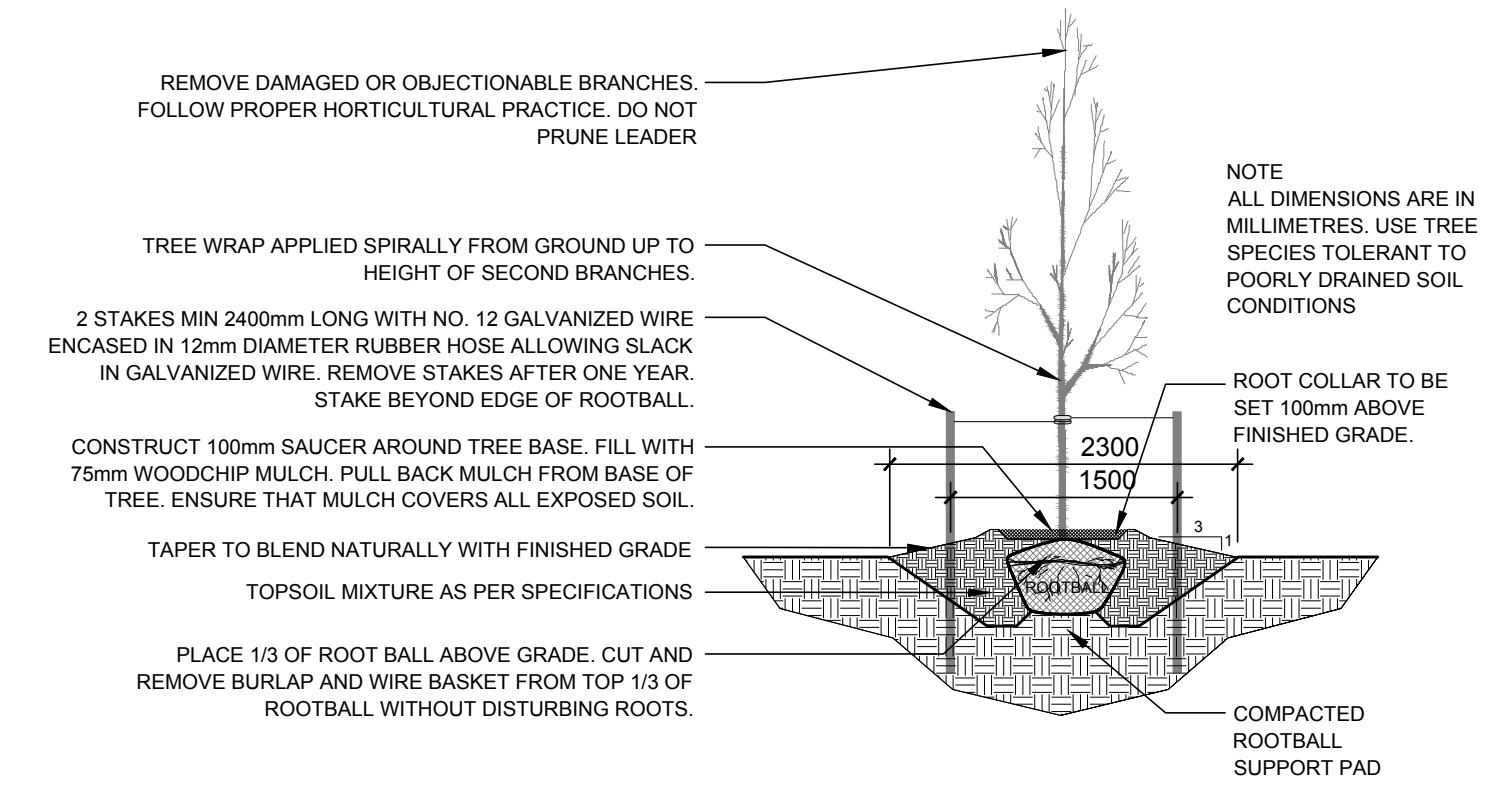 REMOVE DAMAGED OR OBJECTIONABLE BRANCHES.
FOLLOW PROPER HORTICULTURAL PRACTICE. DO NOT
PRUNE LEADER
TREE WRAP APPLIED SPIRALLY FROM GROUND UP TO
HEIGHT OF SECOND BRANCHES.
2 STAKES MIN 2400mm LONG WITH NO. 12 GALVANIZED WIRE
ENCASED IN 12mm DIAMETER RUBBER HOSE ALLOWING SLACK
IN GALVANIZED WIRE. REMOVE STAKES AFTER ONE YEAR.
STAKE BEYOND EDGE OF ROOTBALL.
CONSTRUCT 100mm SAUCER AROUND TREE BASE. FILL WITH
75mm WOODCHIP MULCH. PULL BACK MULCH FROM BASE OF
TREE. ENSURE THAT MULCH COVERS ALL EXPOSED SOIL.
TAPER TO BLEND NATURALLY WITH FINISHED GRADE
TOPSOIL MIXTURE AS PER SPECIFICATIONS
PLACE 1/3 OF ROOT BALL ABOVE GRADE. CUT AND
REMOVE BURLAP AND WIRE BASKET FROM TOP 1/3 OF
ROOTBALL WITHOUT DISTURBING ROOTS.
2300
1500
3
1
ROOTBALL
NOTE
ALL DIMENSIONS ARE IN
MILLIMETRES. USE TREE
SPECIES TOLERANT TO
POORLY DRAINED SOIL
CONDITIONS
ROOT COLLAR TO BE
SET 100mm ABOVE
FINISHED GRADE.
COMPACTED
ROOTBALL
SUPPORT PAD